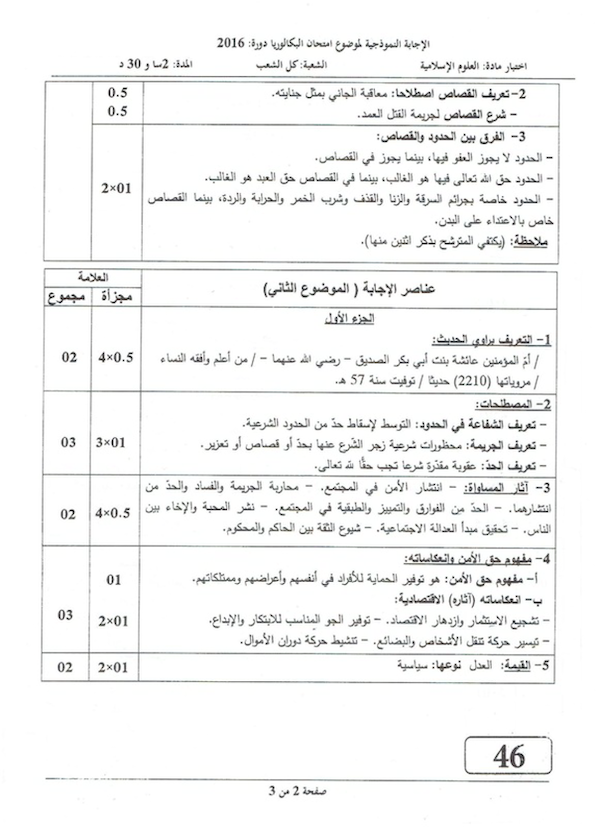 الإجابة النموذجية لموضوع امتحان البكالوريا دورة: 2016
اختبار مادة: العلوم الإسلامية الشعبة: كل الشعب المدة: 2سا و 30 د
2- تعريف القصاص اصطلاحا: معاقبة الجاني بمثل جنايته. 0.5
- شرع القصاص لجريمة القتل العمد. 0.5
3- الفرق بين الحدود والقصاص:
- الحدود لا يجوز العفو فيها، بينما يجوز في القصاص.
- الحدود حق الله تعالى فيها هو الغالب، بينما في القصاص حق العبد هو الغالب. 2×01
- الحدود خاصة بجرائم السرقة والزنا والقذف وشرب الخمر والحرابة والردة، بينما القصاص
خاص بالاعتداء على البدن.
ملاحظة: (يكتفي المترشح بذكر اثنين منها).
العلامة
عناصر الإجابة ( الموضوع الثاني) مجزأة مجموع
الجزء الأول
1- التعريف براوي الحديث:
/ أمّ المؤمنين عائشة بنت أبي بكر الصديق - رضي الله عنهما - / من أعلم وأفقه النساء 4×0.5 02
/ مروياتها (2210) حديثا / توفيت سنة 57 هـ.
2- المصطلحات:
- تعريف الشفاعة في الحدود: التوسط لإسقاط حدّ من الحدود الشرعية.
- تعريف الجريمة: محظورات شرعية زجر الشّرع عنها بحدّ أو قصاص أو تعزير. 3×01 03
- تعريف الحدّ: عقوبة مقدّرة شرعا تجب حقًّا لله تعالى.
3- آثار المساواة: - انتشار الأمن في المجتمع. - محاربة الجريمة والفساد والحدّ من
انتشارهما. - الحدّ من الفوارق والتمييز والطبقية في المجتمع. - نشر المحبة والإخاء بين 4×0.5 02
الناس. - تحقيق مبدأ العدالة الاجتماعية. - شيوع الثقة بين الحاكم والمحكوم.
4- مفهوم حق الأمن وانعكاساته:
أ- مفهوم حق الأمن: هو توفير الحماية للأفراد في أنفسهم وأعراضهم وممتلكاتهم. 01
ب- انعكاساته (آثاره) الاقتصادية: 03
- تشجيع الاستثمار وازدهار الاقتصاد. - توفير الجو المناسب للابتكار والإبداع. 2×01
- تيسير حركة تنقل الأشخاص والبضائع. - تنشيط حركة دوران الأموال.
5- القيمة: العدل نوعها: سياسية 2×01 02
46
صفحة 2 من 3